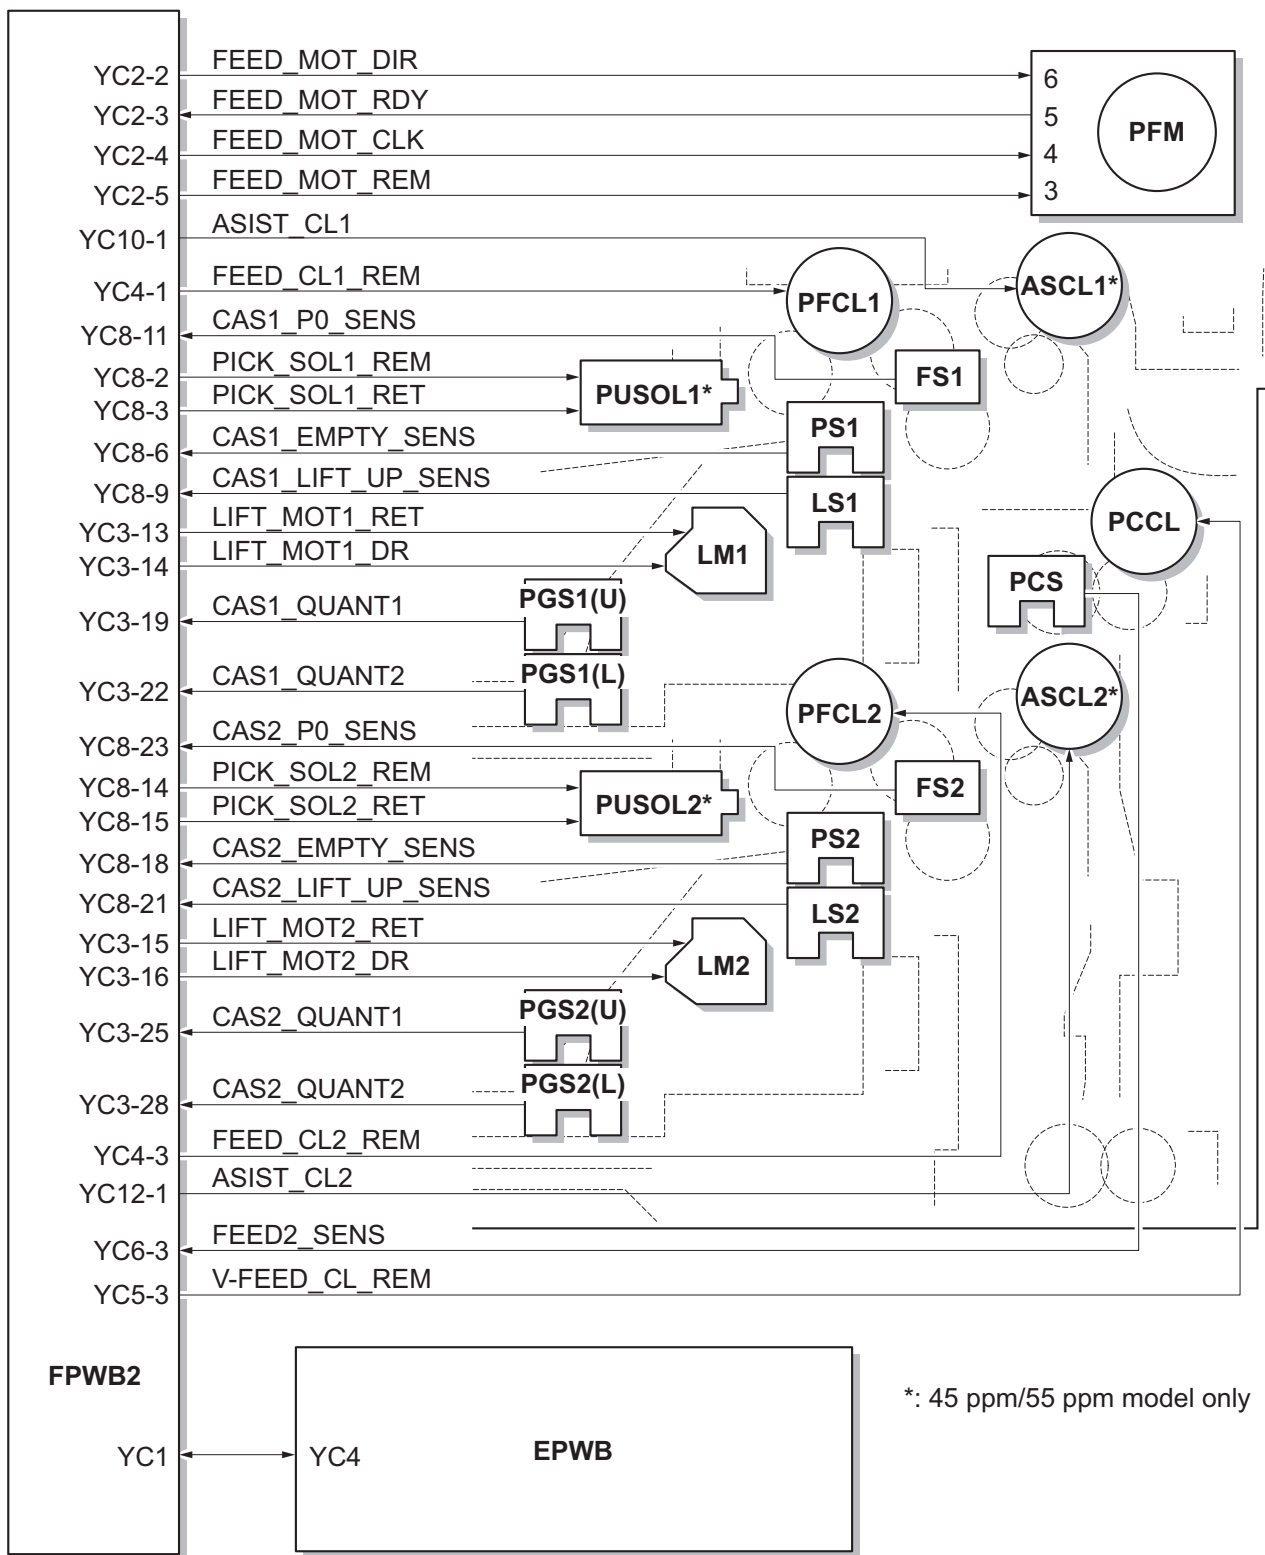 YC2-2 FEED_MOT_DIR 6
YC2-3 FEED_MOT_RDY 5 PFM
YC2-4 FEED_MOT_CLK 4
YC2-5 FEED_MOT_REM 3
YC10-1 ASIST_CL1 ASCL1*
YC4-1 FEED_CL1_REM PFCL1
YC8-11 CAS1_P0_SENS FS1
YC8-2 PICK_SOL1_REM PUSOL1*
YC8-3 PICK_SOL1_RET
YC8-6 CAS1_EMPTY_SENS PS1
YC8-9 CAS1_LIFT_UP_SENS LS1
PCCL
YC3-13 LIFT_MOT1_RET LM1
YC3-14 LIFT_MOT1_DR
PCS
YC3-19 CAS1_QUANT1 PGS1(U)
YC3-22 CAS1_QUANT2 PGS1(L)
PFCL2 ASCL2*
YC8-23 CAS2_P0_SENS FS2
YC8-14 PICK_SOL2_REM PUSOL2*
YC8-15 PICK_SOL2_RET
YC8-18 CAS2_EMPTY_SENS PS2
YC8-21 CAS2_LIFT_UP_SENS LS2
YC3-15 LIFT_MOT2_RET LM2
YC3-16 LIFT_MOT2_DR
YC3-25 CAS2_QUANT1 PGS2(U)
YC3-28 CAS2_QUANT2 PGS2(L)
YC4-3 FEED_CL2_REM
YC12-1 ASIST_CL2
YC6-3 FEED2_SENS
YC5-3 V-FEED_CL_REM
FPWB2
*: 45 ppm/55 ppm model only
YC1 YC4 EPWB